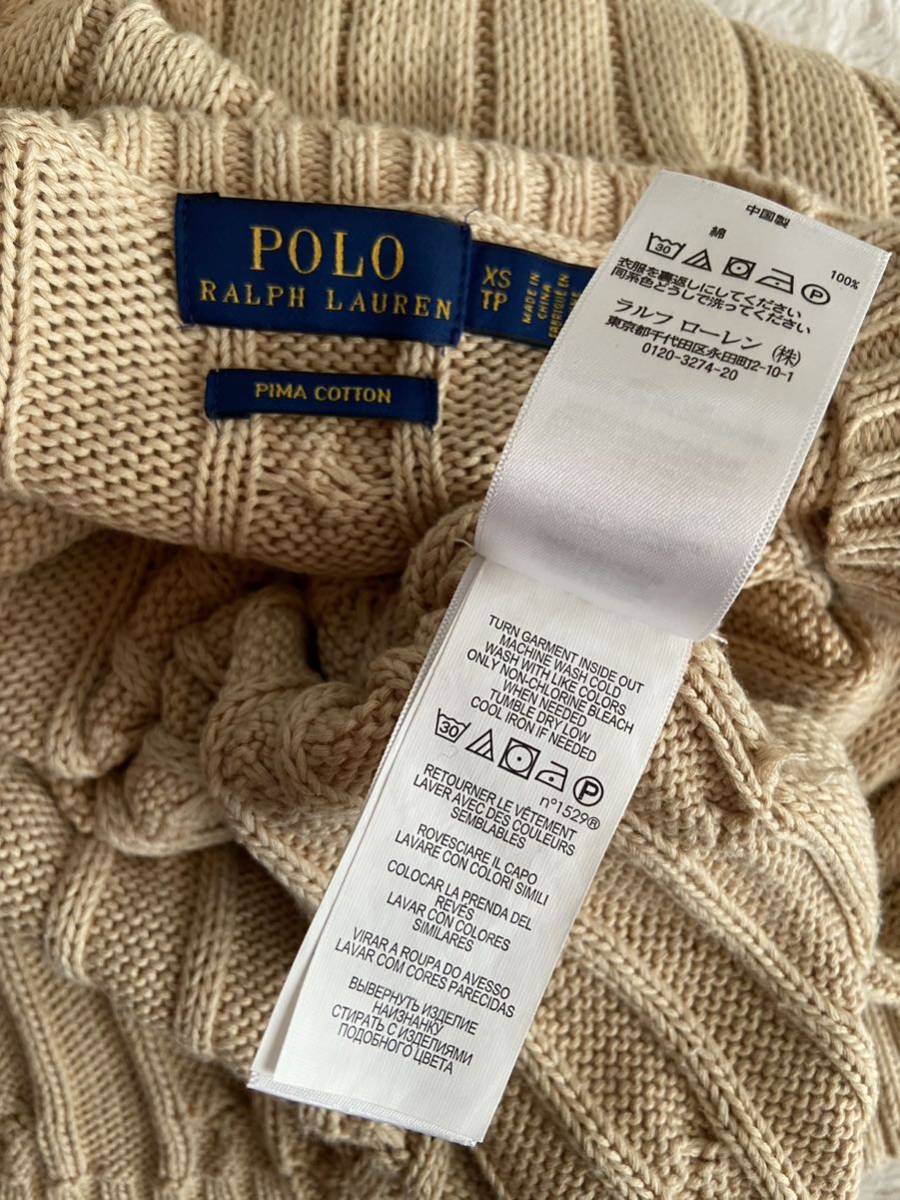 POLO
RALPH LAUREN
PIMA COTTON
XS
TP
MADE IN
CHINA
FABRIQUE EN
中国製
綿 100%
30 P
衣服を裏返しにしてください
同系色どうしで洗ってください
ラルフ ローレン (株)
東京都千代田区永田町2-10-1
0120-3274-20
TURN GARMENT INSIDE OUT
MACHINE WASH COLD
WASH WITH LIKE COLORS
ONLY NON-CHLORINE BLEACH
WHEN NEEDED
TUMBLE DRY LOW
COOL IRON IF NEEDED
30 P
n°1529®
RETOURNER LE VÊTEMENT
LAVER AVEC DES COULEURS
SEMBLABLES
ROVESCIARE IL CAPO
LAVARE CON COLORI SIMILI
COLOCAR LA PRENDA DEL
REVÉS
LAVAR CON COLORES
SIMILARES
VIRAR A ROUPA DO AVESSO
LAVAR COM CORES PARECIDAS
ВЫВЕРНУТЬ ИЗДЕЛИЕ
НАИЗНАНКУ
СТИРАТЬ С ИЗДЕЛИЯМИ
ПОДОБНОГО ЦВЕТА